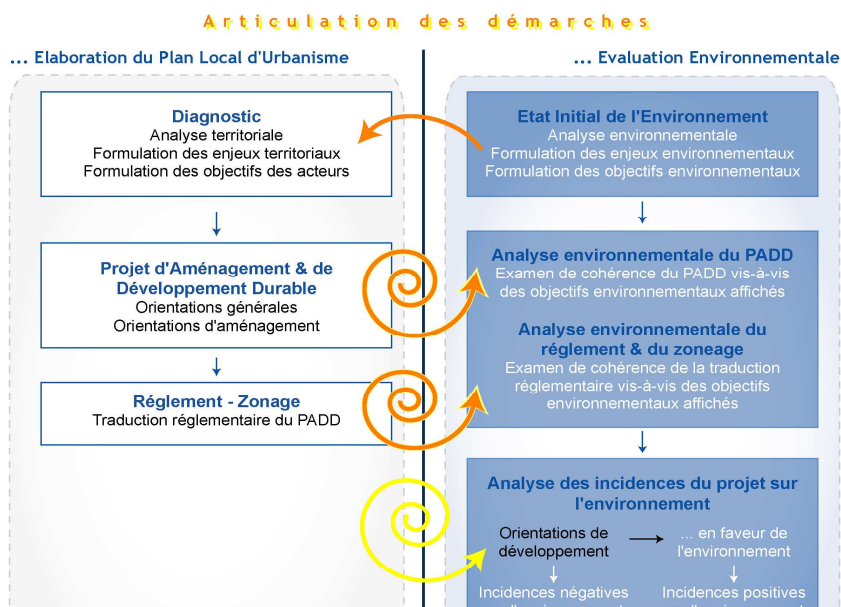 Articulation des démarches
... Elaboration du Plan Local d'Urbanisme
Diagnostic
Analyse territoriale
Formulation des enjeux territoriaux
Formulation des objectifs des acteurs
Projet d'Aménagement & de
Développement Durable
Orientations générales
Orientations d'aménagement
Réglement - Zonage
Traduction réglementaire du PADD
... Evaluation Environnementale
Etat Initial de l'Environnement
Analyse environnementale
Formulation des enjeux environnementaux
Formulation des objectifs environnementaux
Analyse environnementale du PADD
Examen de cohérence du PADD vis-à-vis
des objectifs environnementaux affichés
Analyse environnementale du
réglement & du zoneage
Examen de cohérence de la traduction
réglementaire vis-à-vis des objectifs
environnementaux affichés
Analyse des incidences du projet sur
l'environnement
Orientations de
développement
... en faveur de
l'environnement
Incidences négatives
Incidences positives